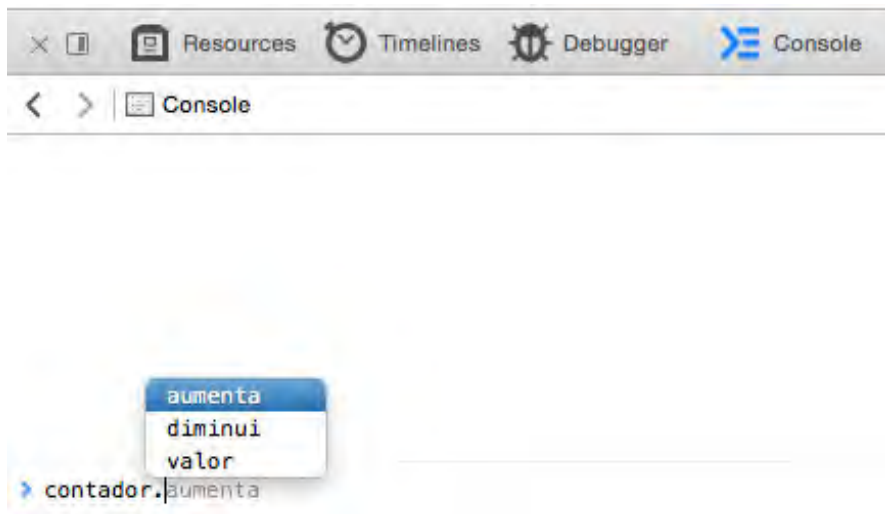 Resources Timelines Debugger Console
Console
aumenta
diminui
valor
contador.aumenta